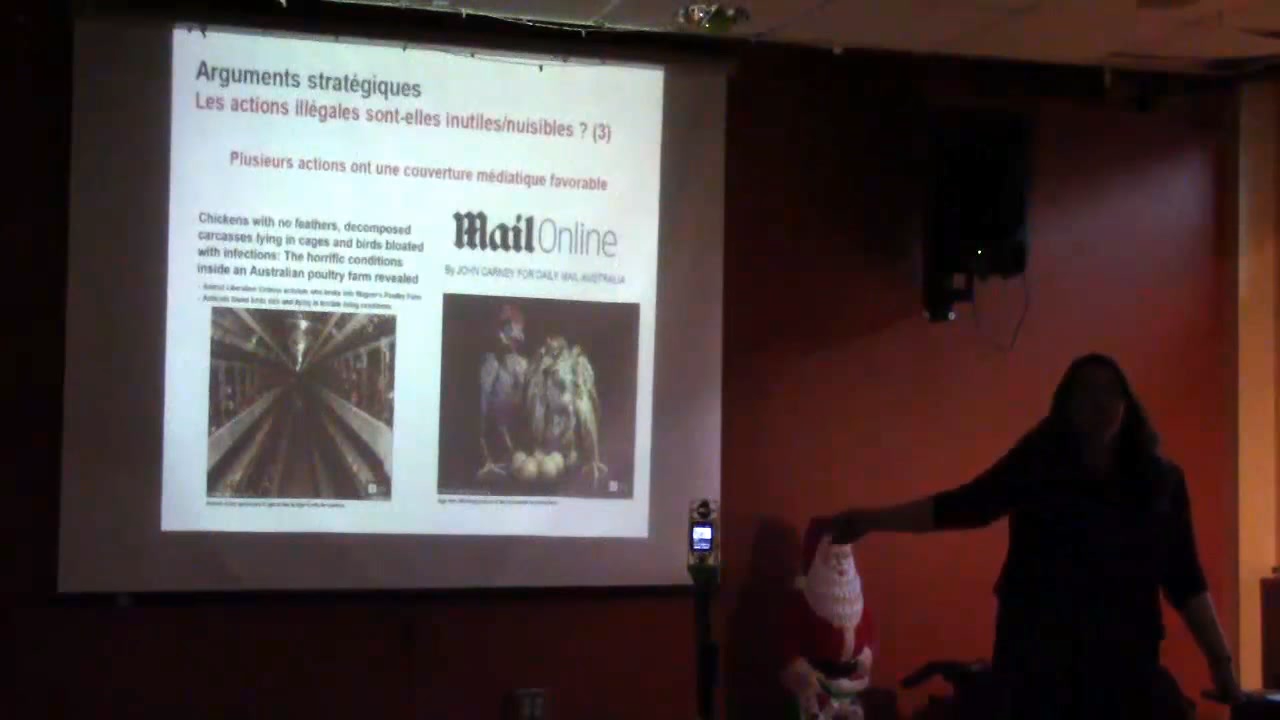 Arguments stratégiques
Les actions illégales sont-elles inutiles/nuisibles ? (3)
Plusieurs actions ont une couverture médiatique favorable
Chickens with no feathers, decomposed
carcasses lying in cages and birds bloated
with infections: The horrific conditions
inside an Australian poultry farm revealed
Mail Online
By JOHN CARNEY FOR DAILY MAIL AUSTRALIA